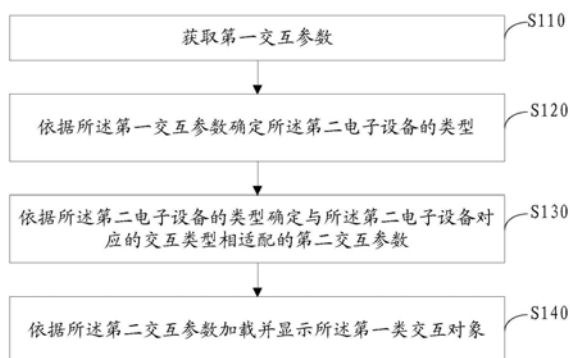 获取第一交互参数
S110
依据所述第一交互参数确定所述第二电子设备的类型
S120
依据所述第二电子设备的类型确定与所述第二电子设备对
应的交互类型相适配的第二交互参数
S130
依据所述第二交互参数加载并显示所述第一类交互对象
S140